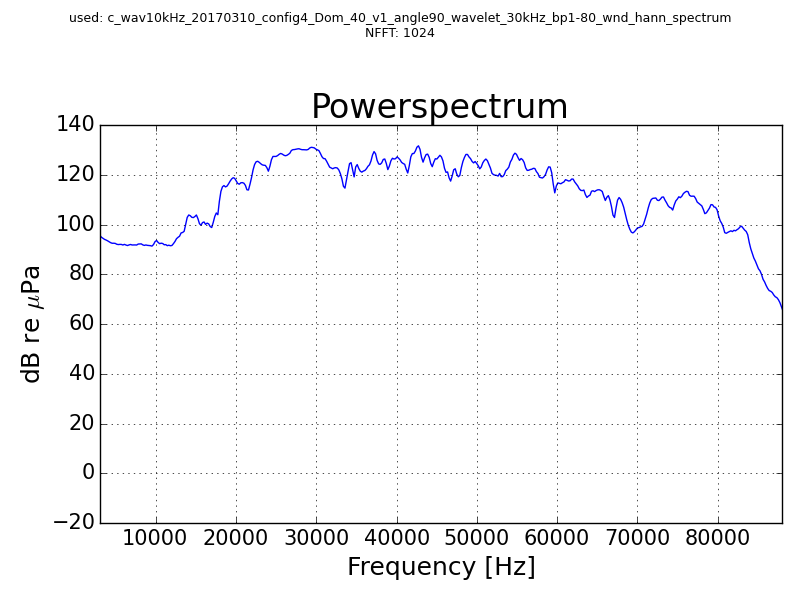 used: c_wav10kHz_20170310_config4_Dom_40_v1_angle90_wavelet_30kHz_bp1-80_wnd_hann_spectrum
NFFT: 1024
Powerspectrum
140
120
100
80
60
40
20
0
−20
dB re μPa
10000 20000 30000 40000 50000 60000 70000 80000
Frequency [Hz]